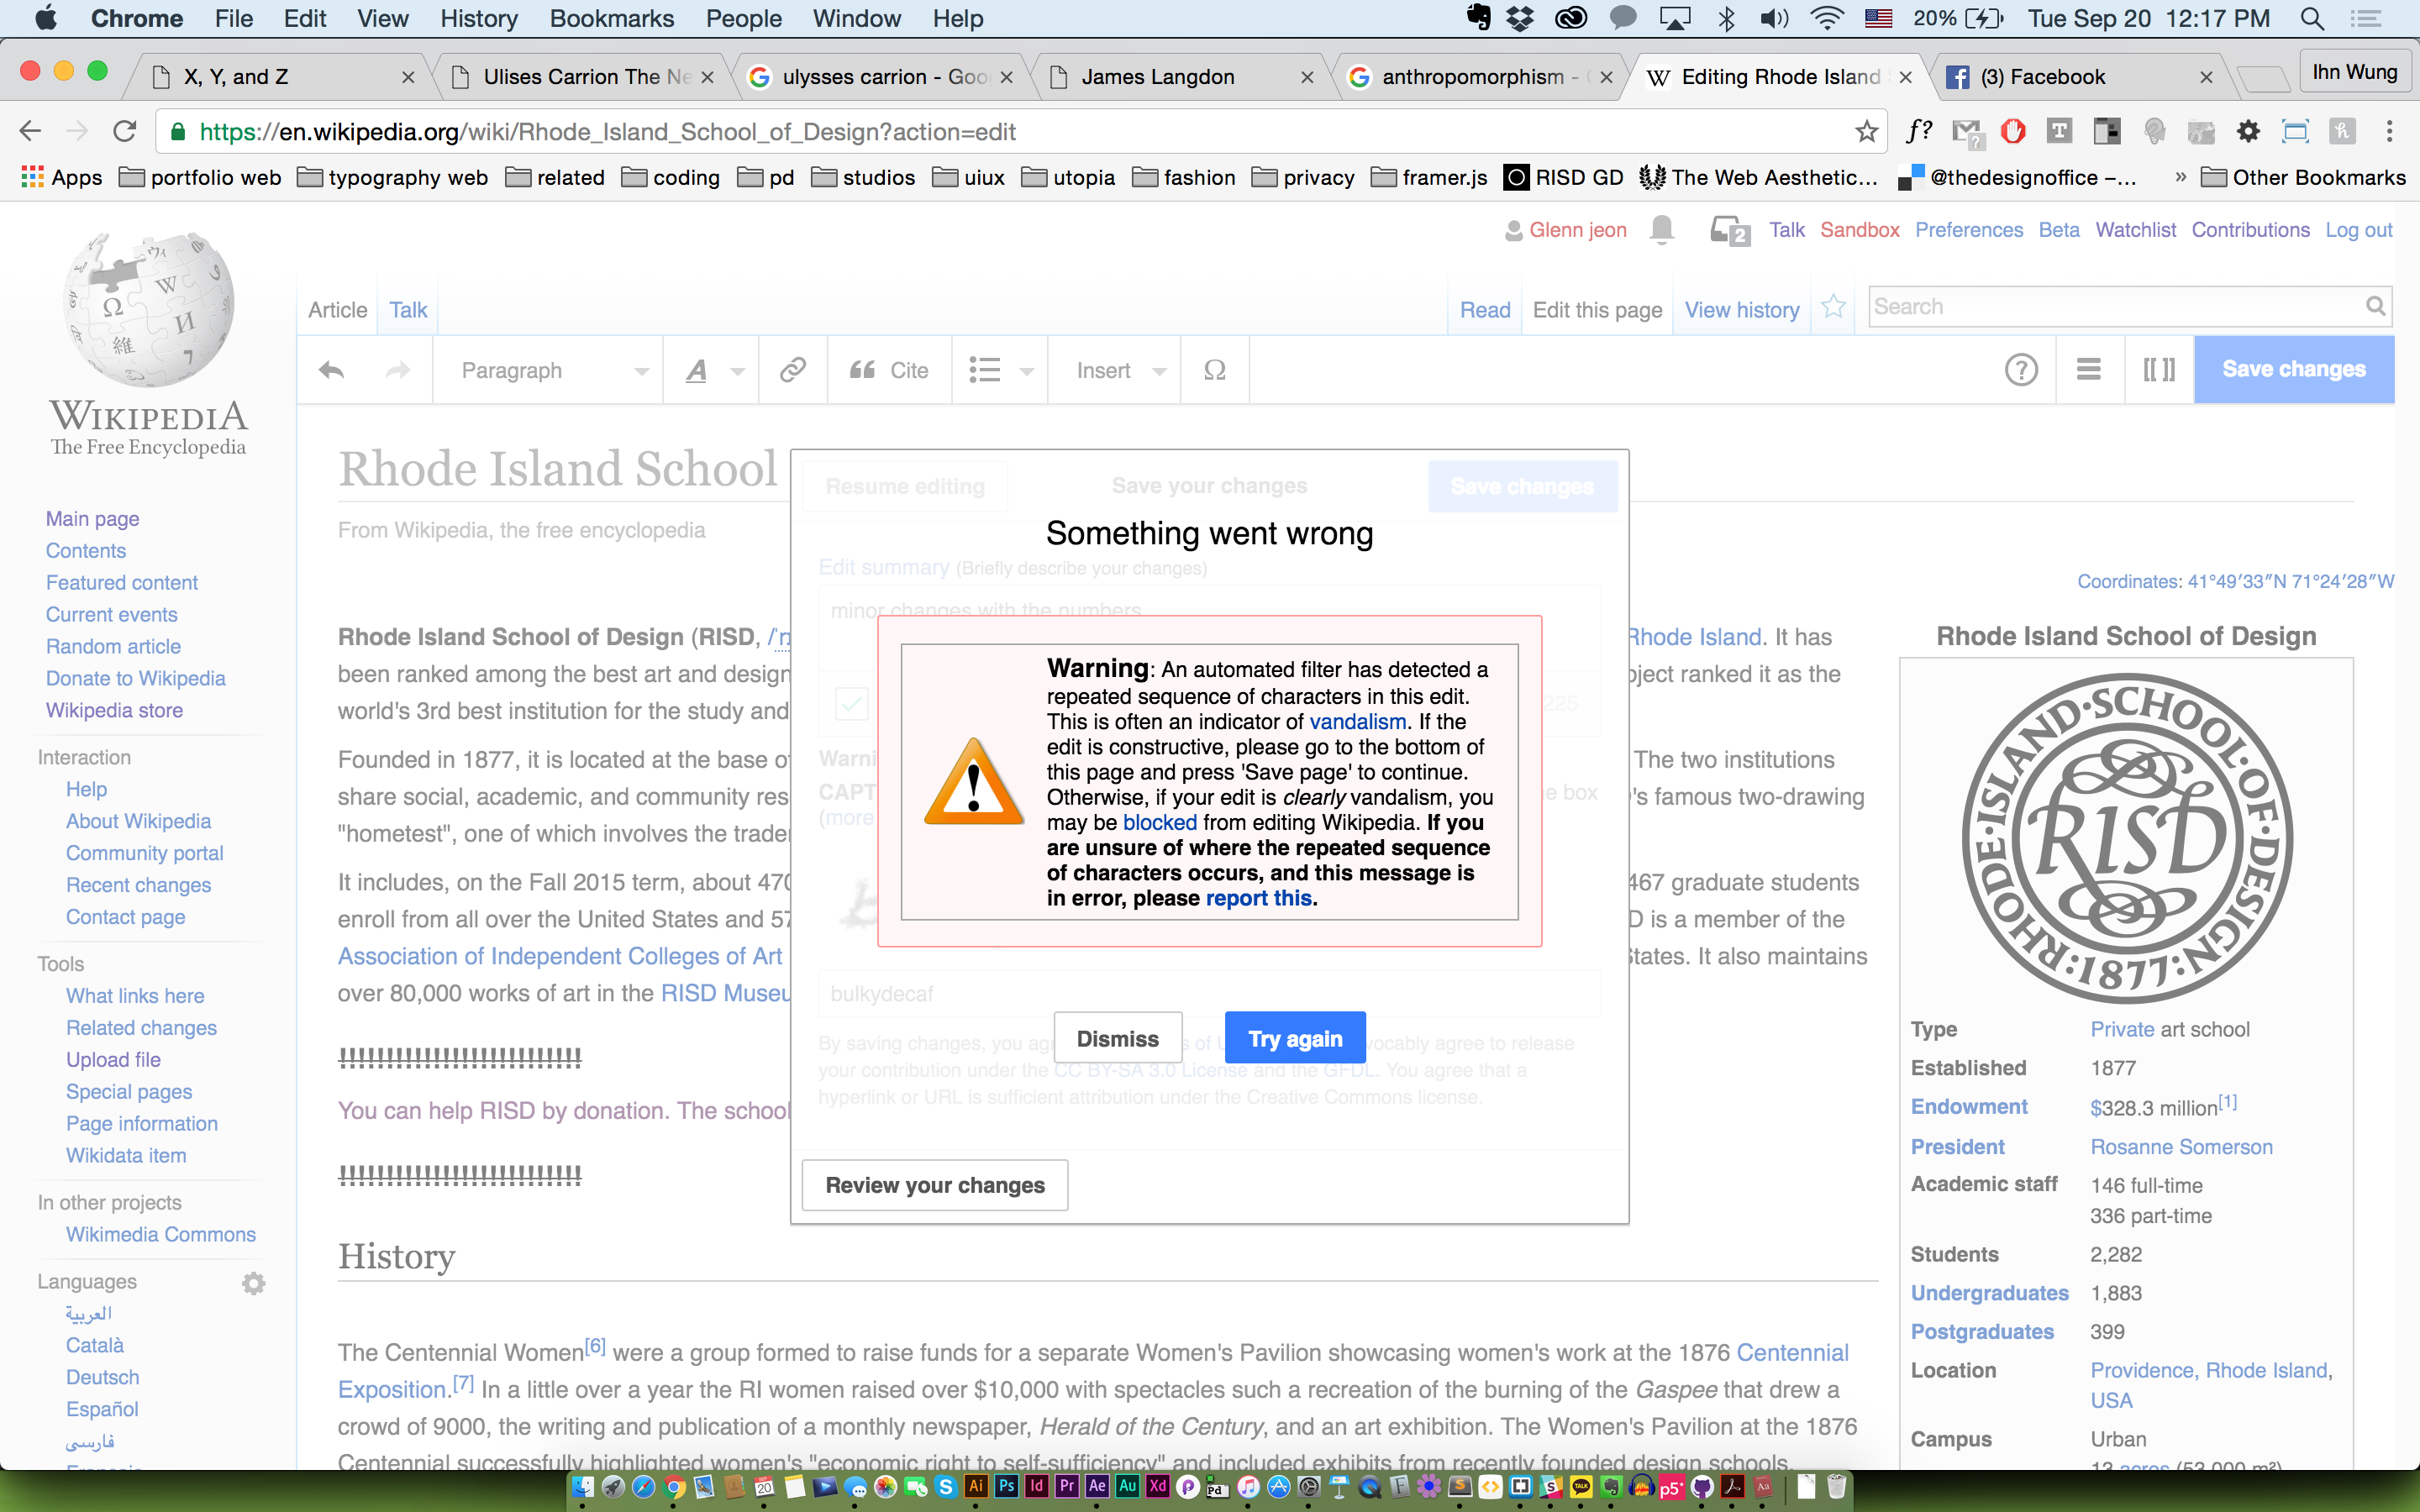 Chrome File Edit View History Bookmarks People Window Help 20% Tue Sep 20 12:17 PM
X, Y, and Z Ulises Carrion The Ne ulysses carrion - Goo James Langdon anthropomorphism - Editing Rhode Island (3) Facebook Ihn Wung
https://en.wikipedia.org/wiki/Rhode_Island_School_of_Design?action=edit
Apps portfolio web typography web related coding pd studios uiux utopia fashion privacy framer.js RISD GD The Web Aesthetic... @thedesignoffice –... » Other Bookmarks
Glenn jeon 2 Talk Sandbox Preferences Beta Watchlist Contributions Log out
Article Talk Read Edit this page View history Search
Paragraph A Cite Insert Ω ? [[ ]] Save changes
WIKIPEDIA
The Free Encyclopedia
Main page
Contents
Featured content
Current events
Random article
Donate to Wikipedia
Wikipedia store
Interaction
Help
About Wikipedia
Community portal
Recent changes
Contact page
Tools
What links here
Related changes
Upload file
Special pages
Page information
Wikidata item
In other projects
Wikimedia Commons
Languages
العربية
Català
Deutsch
Español
فارسی
Rhode Island School
From Wikipedia, the free encyclopedia
Coordinates: 41°49′33″N 71°24′28″W
Rhode Island School of Design (RISD, Rhode Island. It has
been ranked among the best art and design ject ranked it as the
world's 3rd best institution for the study and
Founded in 1877, it is located at the base o The two institutions
share social, academic, and community res 's famous two-drawing
"hometest", one of which involves the trade
It includes, on the Fall 2015 term, about 470 467 graduate students
enroll from all over the United States and 57 D is a member of the
Association of Independent Colleges of Art States. It also maintains
over 80,000 works of art in the RISD Museu
!!!!!!!!!!!!!!!!!!!!!!!!!
You can help RISD by donation. The school
!!!!!!!!!!!!!!!!!!!!!!!!!
Resume editing Save your changes Save changes
Something went wrong
Edit summary (Briefly describe your changes)
minor changes with the numbers
225
Warning: An automated filter has detected a
repeated sequence of characters in this edit.
This is often an indicator of vandalism. If the
edit is constructive, please go to the bottom of
this page and press 'Save page' to continue.
Otherwise, if your edit is clearly vandalism, you
may be blocked from editing Wikipedia. If you
are unsure of where the repeated sequence
of characters occurs, and this message is
in error, please report this.
Warni
CAPT e box
(more
bulkydecaf
Dismiss Try again
By saving changes, you ag s of U vocably agree to release
your contribution under the CC BY-SA 3.0 License and the GFDL. You agree that a
hyperlink or URL is sufficient attribution under the Creative Commons license.
Review your changes
History
The Centennial Women[6] were a group formed to raise funds for a separate Women's Pavilion showcasing women's work at the 1876 Centennial
Exposition.[7] In a little over a year the RI women raised over $10,000 with spectacles such a recreation of the burning of the Gaspee that drew a
crowd of 9000, the writing and publication of a monthly newspaper, Herald of the Century, and an art exhibition. The Women's Pavilion at the 1876
Centennial successfully highlighted women's "economic right to self-sufficiency" and included exhibits from recently founded design schools.
Rhode Island School of Design
RHODE·ISLAND·SCHOOL·OF·DESIGN :1877:
RISD
Type Private art school
Established 1877
Endowment $328.3 million[1]
President Rosanne Somerson
Academic staff 146 full-time
336 part-time
Students 2,282
Undergraduates 1,883
Postgraduates 399
Location Providence, Rhode Island,
USA
Campus Urban
13 acres (53,000 m²)
20 S Ai Ps Id Pr Ae Au Xd Pd F S TALK p5* Aa